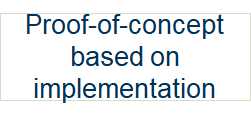 Proof-of-concept
based on
implementation